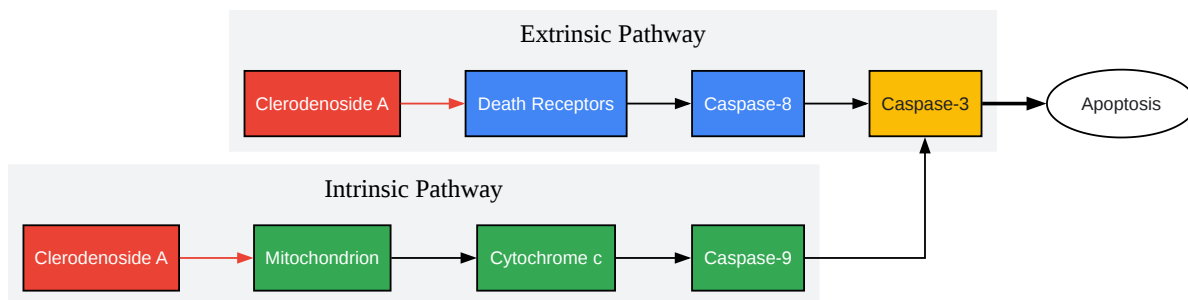 Extrinsic Pathway
Clerodenoside A
Death Receptors
Caspase-8
Caspase-3
Apoptosis
Intrinsic Pathway
Clerodenoside A
Mitochondrion
Cytochrome c
Caspase-9